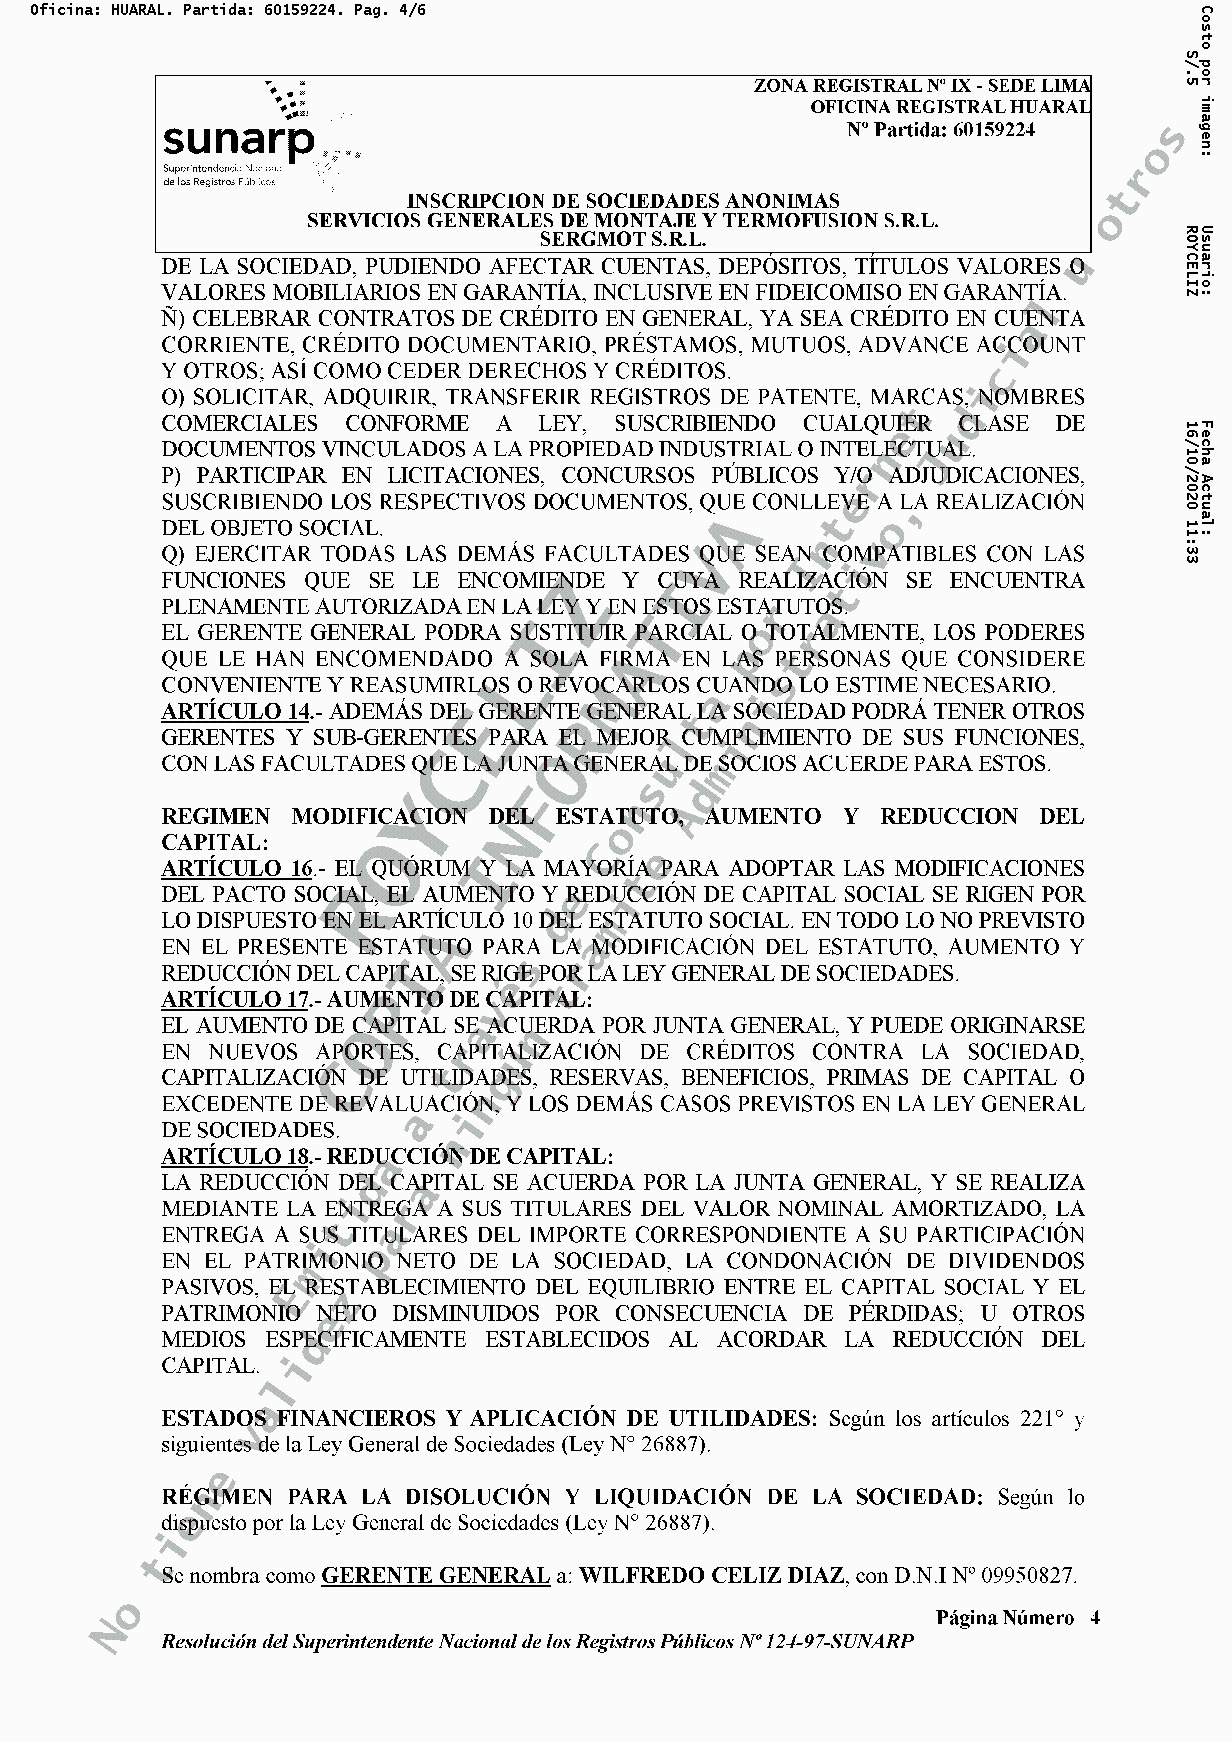 Oficina: HUARAL. Partida: 60159224. Pag. 4/6
Costo por imagen: S/.5
Usuario: ROYCELIZ
Fecha Actual: 16/10/2020 11:33
sunarp
Superintendencia Nacional
de los Registros Públicos
ZONA REGISTRAL Nº IX - SEDE LIMA
OFICINA REGISTRAL HUARAL
Nº Partida: 60159224
INSCRIPCION DE SOCIEDADES ANONIMAS
SERVICIOS GENERALES DE MONTAJE Y TERMOFUSION S.R.L.
SERGMOT S.R.L.
DE LA SOCIEDAD, PUDIENDO AFECTAR CUENTAS, DEPÓSITOS, TÍTULOS VALORES O
VALORES MOBILIARIOS EN GARANTÍA, INCLUSIVE EN FIDEICOMISO EN GARANTÍA.
Ñ) CELEBRAR CONTRATOS DE CRÉDITO EN GENERAL, YA SEA CRÉDITO EN CUENTA
CORRIENTE, CRÉDITO DOCUMENTARIO, PRÉSTAMOS, MUTUOS, ADVANCE ACCOUNT
Y OTROS; ASÍ COMO CEDER DERECHOS Y CRÉDITOS.
O) SOLICITAR, ADQUIRIR, TRANSFERIR REGISTROS DE PATENTE, MARCAS; NOMBRES
COMERCIALES CONFORME A LEY, SUSCRIBIENDO CUALQUIER CLASE DE
DOCUMENTOS VINCULADOS A LA PROPIEDAD INDUSTRIAL O INTELECTUAL.
P) PARTICIPAR EN LICITACIONES, CONCURSOS PÚBLICOS Y/O ADJUDICACIONES,
SUSCRIBIENDO LOS RESPECTIVOS DOCUMENTOS, QUE CONLLEVE A LA REALIZACIÓN
DEL OBJETO SOCIAL.
Q) EJERCITAR TODAS LAS DEMÁS FACULTADES QUE SEAN COMPATIBLES CON LAS
FUNCIONES QUE SE LE ENCOMIENDE Y CUYA REALIZACIÓN SE ENCUENTRA
PLENAMENTE AUTORIZADA EN LA LEY Y EN ESTOS ESTATUTOS.
EL GERENTE GENERAL PODRA SUSTITUIR PARCIAL O TOTALMENTE, LOS PODERES
QUE LE HAN ENCOMENDADO A SOLA FIRMA EN LAS PERSONAS QUE CONSIDERE
CONVENIENTE Y REASUMIRLOS O REVOCARLOS CUANDO LO ESTIME NECESARIO.
ARTÍCULO 14.- ADEMÁS DEL GERENTE GENERAL LA SOCIEDAD PODRÁ TENER OTROS
GERENTES Y SUB-GERENTES PARA EL MEJOR CUMPLIMIENTO DE SUS FUNCIONES,
CON LAS FACULTADES QUE LA JUNTA GENERAL DE SOCIOS ACUERDE PARA ESTOS.
REGIMEN MODIFICACION DEL ESTATUTO, AUMENTO Y REDUCCION DEL
CAPITAL:
ARTÍCULO 16.- EL QUÓRUM Y LA MAYORÍA PARA ADOPTAR LAS MODIFICACIONES
DEL PACTO SOCIAL, EL AUMENTO Y REDUCCIÓN DE CAPITAL SOCIAL SE RIGEN POR
LO DISPUESTO EN EL ARTÍCULO 10 DEL ESTATUTO SOCIAL. EN TODO LO NO PREVISTO
EN EL PRESENTE ESTATUTO PARA LA MODIFICACIÓN DEL ESTATUTO, AUMENTO Y
REDUCCIÓN DEL CAPITAL, SE RIGE POR LA LEY GENERAL DE SOCIEDADES.
ARTÍCULO 17.- AUMENTO DE CAPITAL:
EL AUMENTO DE CAPITAL SE ACUERDA POR JUNTA GENERAL, Y PUEDE ORIGINARSE
EN NUEVOS APORTES, CAPITALIZACIÓN DE CRÉDITOS CONTRA LA SOCIEDAD,
CAPITALIZACIÓN DE UTILIDADES, RESERVAS, BENEFICIOS, PRIMAS DE CAPITAL O
EXCEDENTE DE REVALUACIÓN, Y LOS DEMÁS CASOS PREVISTOS EN LA LEY GENERAL
DE SOCIEDADES.
ARTÍCULO 18.- REDUCCIÓN DE CAPITAL:
LA REDUCCIÓN DEL CAPITAL SE ACUERDA POR LA JUNTA GENERAL, Y SE REALIZA
MEDIANTE LA ENTREGA A SUS TITULARES DEL VALOR NOMINAL AMORTIZADO, LA
ENTREGA A SUS TITULARES DEL IMPORTE CORRESPONDIENTE A SU PARTICIPACIÓN
EN EL PATRIMONIO NETO DE LA SOCIEDAD, LA CONDONACIÓN DE DIVIDENDOS
PASIVOS, EL RESTABLECIMIENTO DEL EQUILIBRIO ENTRE EL CAPITAL SOCIAL Y EL
PATRIMONIO NETO DISMINUIDOS POR CONSECUENCIA DE PÉRDIDAS; U OTROS
MEDIOS ESPECIFICAMENTE ESTABLECIDOS AL ACORDAR LA REDUCCIÓN DEL
CAPITAL.
ESTADOS FINANCIEROS Y APLICACIÓN DE UTILIDADES: Según los artículos 221° y
siguientes de la Ley General de Sociedades (Ley N° 26887).
RÉGIMEN PARA LA DISOLUCIÓN Y LIQUIDACIÓN DE LA SOCIEDAD: Según lo
dispuesto por la Ley General de Sociedades (Ley N° 26887).
Se nombra como GERENTE GENERAL a: WILFREDO CELIZ DIAZ, con D.N.I Nº 09950827.
Página Número 4
Resolución del Superintendente Nacional de los Registros Públicos Nº 124-97-SUNARP
ROYCELIZ
COPIA INFORMATIVA
Emitida a través de Consulta por Internet
No tiene validez para ningún trámite Administrativo, Judicial u otros